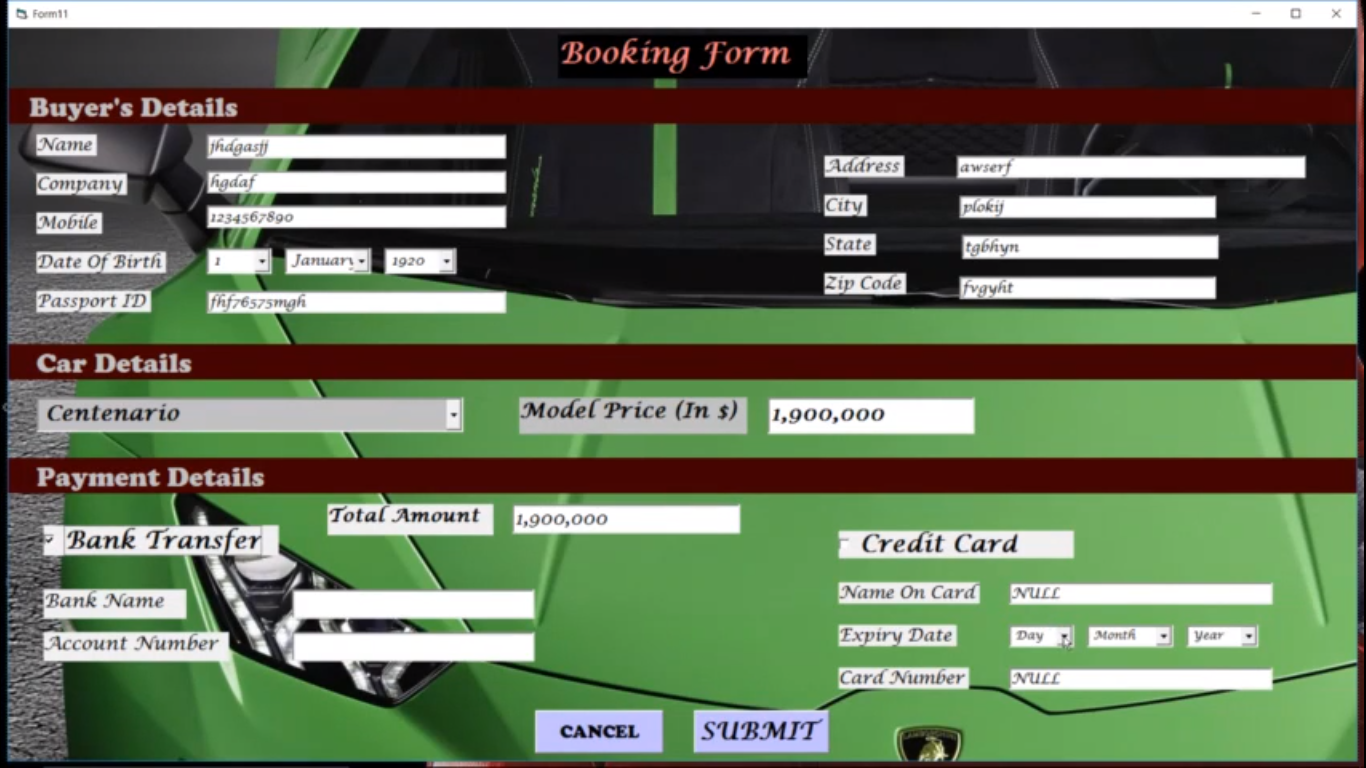 Form11
Booking Form
Buyer's Details
Name jhdgasjj
Company hgdaf
Mobile 1234567890
Date Of Birth 1 January 1920
Passport ID fhf76575mgh
Address awserf
City plokij
State tgbhyn
Zip Code fvgyht
Car Details
Centenario Model Price (In $) 1,900,000
Payment Details
Total Amount 1,900,000
Bank Transfer
Bank Name
Account Number
Credit Card
Name On Card NULL
Expiry Date Day Month Year
Card Number NULL
CANCEL SUBMIT